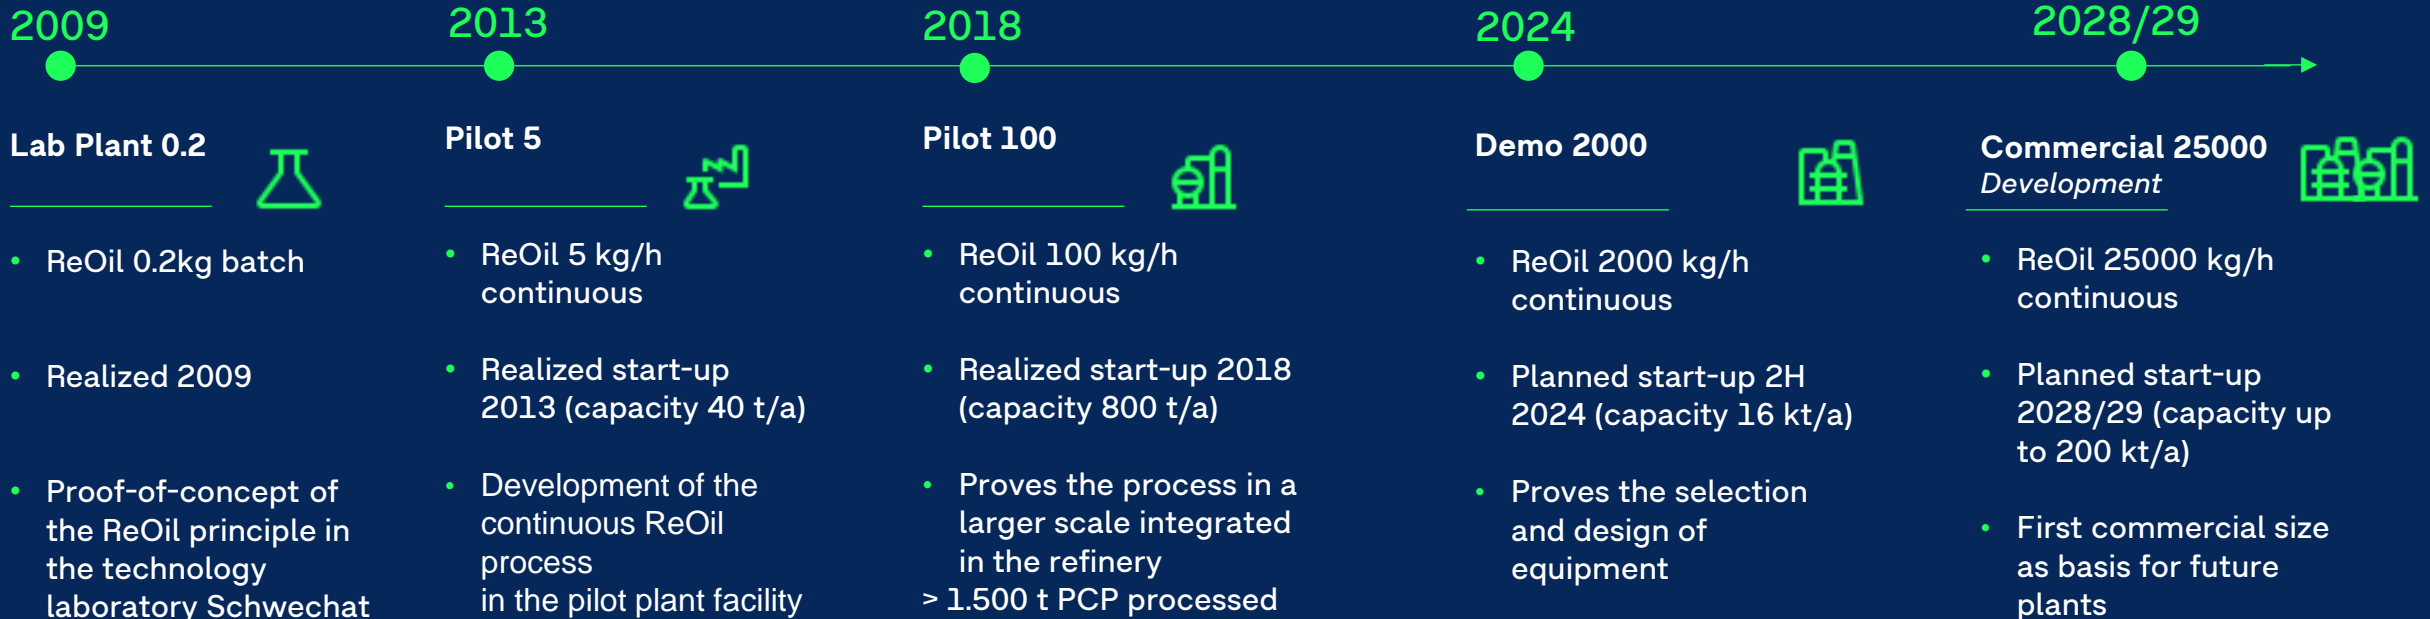 2009
2013
2018
2024
2028/29
Lab Plant 0.2
• ReOil 0.2kg batch
• Realized 2009
• Proof-of-concept of
the ReOil principle in
the technology
laboratory Schwechat
Pilot 5
• ReOil 5 kg/h
continuous
• Realized start-up
2013 (capacity 40 t/a)
• Development of the
continuous ReOil
process
in the pilot plant facility
Pilot 100
• ReOil 100 kg/h
continuous
• Realized start-up 2018
(capacity 800 t/a)
• Proves the process in a
larger scale integrated
in the refinery
> 1.500 t PCP processed
Demo 2000
• ReOil 2000 kg/h
continuous
• Planned start-up 2H
2024 (capacity 16 kt/a)
• Proves the selection
and design of
equipment
Commercial 25000
Development
• ReOil 25000 kg/h
continuous
• Planned start-up
2028/29 (capacity up
to 200 kt/a)
• First commercial size
as basis for future
plants